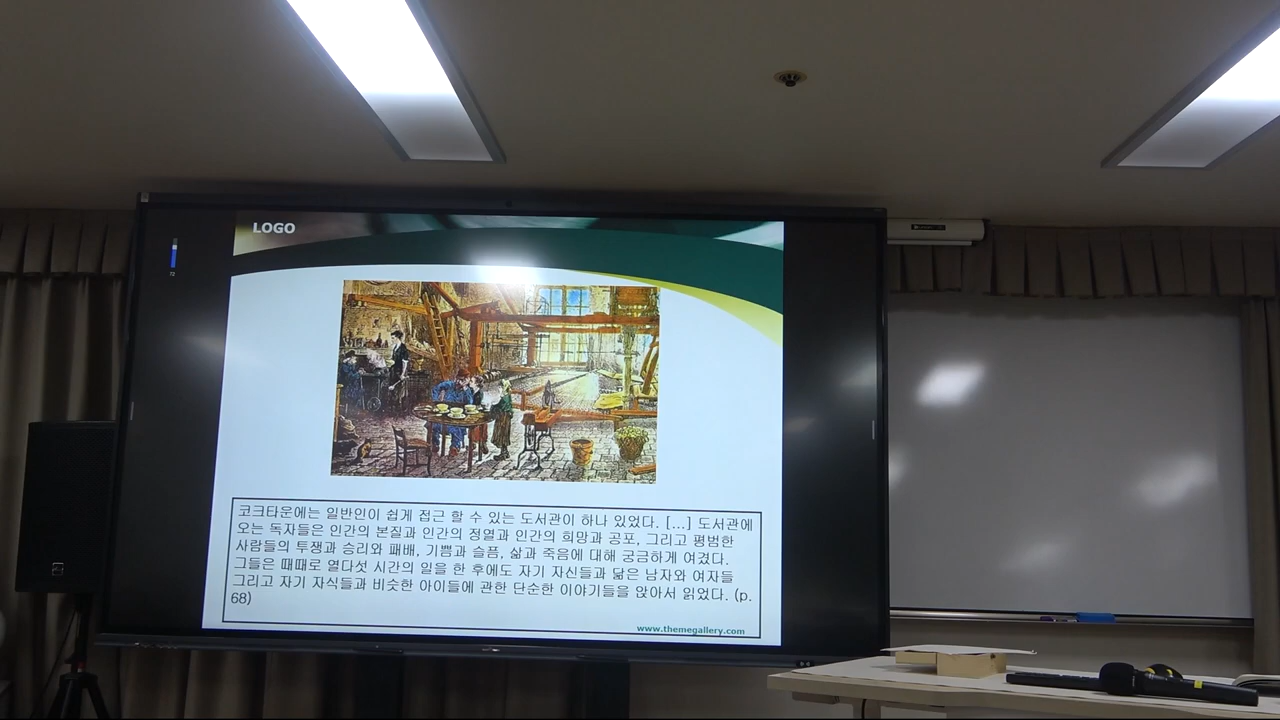 LOGO
코크타운에는 일반인이 쉽게 접근 할 수 있는 도서관이 하나 있었다. [...] 도서관에
오는 독자들은 인간의 본질과 인간의 정열과 인간의 희망과 공포, 그리고 평범한
사람들의 투쟁과 승리와 패배, 기쁨과 슬픔, 삶과 죽음에 대해 궁금하게 여겼다.
그들은 때때로 열다섯 시간의 일을 한 후에도 자기 자신들과 닮은 남자와 여자들
그리고 자기 자식들과 비슷한 아이들에 관한 단순한 이야기들을 앉아서 읽었다. (p.
68)
www.themegallery.com